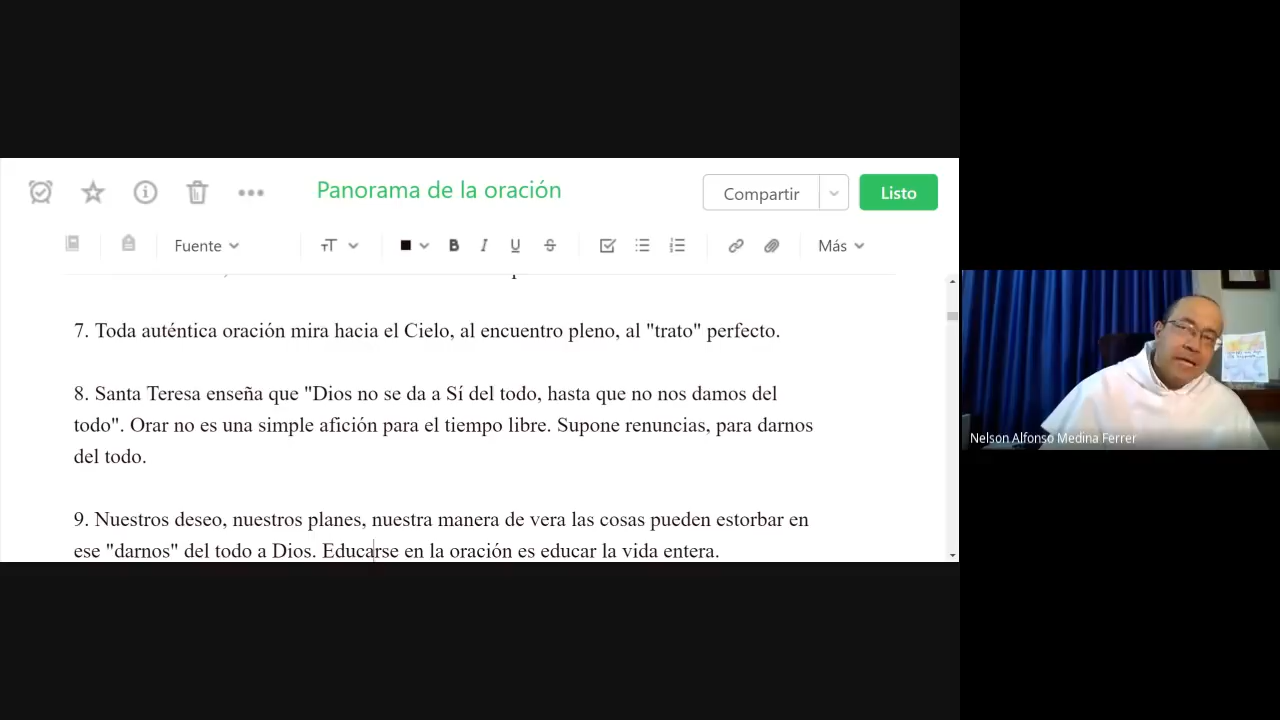 Panorama de la oración
Compartir
Listo
Fuente
B I U S
Más
7. Toda auténtica oración mira hacia el Cielo, al encuentro pleno, al "trato" perfecto.
8. Santa Teresa enseña que "Dios no se da a Sí del todo, hasta que no nos damos del
todo". Orar no es una simple afición para el tiempo libre. Supone renuncias, para darnos
del todo.
9. Nuestros deseo, nuestros planes, nuestra manera de vera las cosas pueden estorbar en
ese "darnos" del todo a Dios. Educarse en la oración es educar la vida entera.
Nelson Alfonso Medina Ferrer